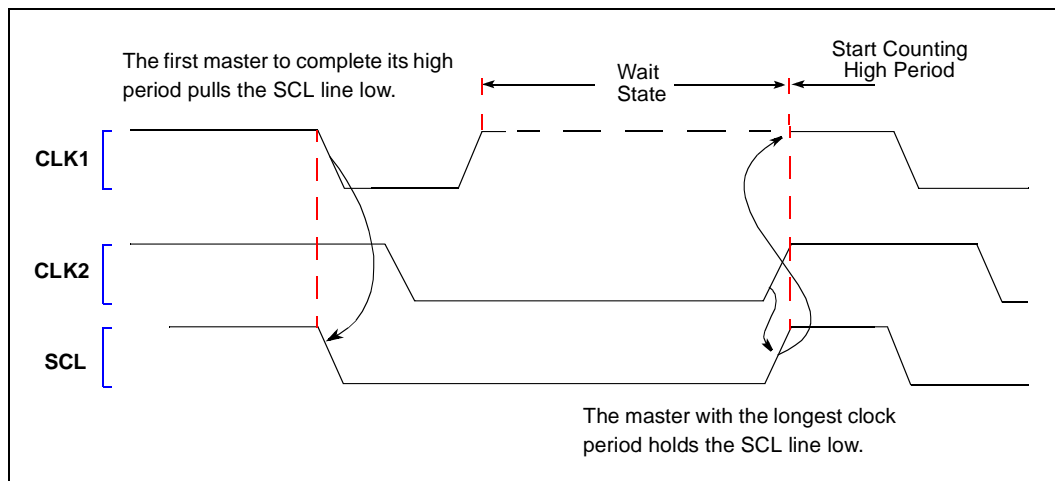 The first master to complete its high
period pulls the SCL line low.
Wait
State
Start Counting
High Period
CLK1
CLK2
SCL
The master with the longest clock
period holds the SCL line low.